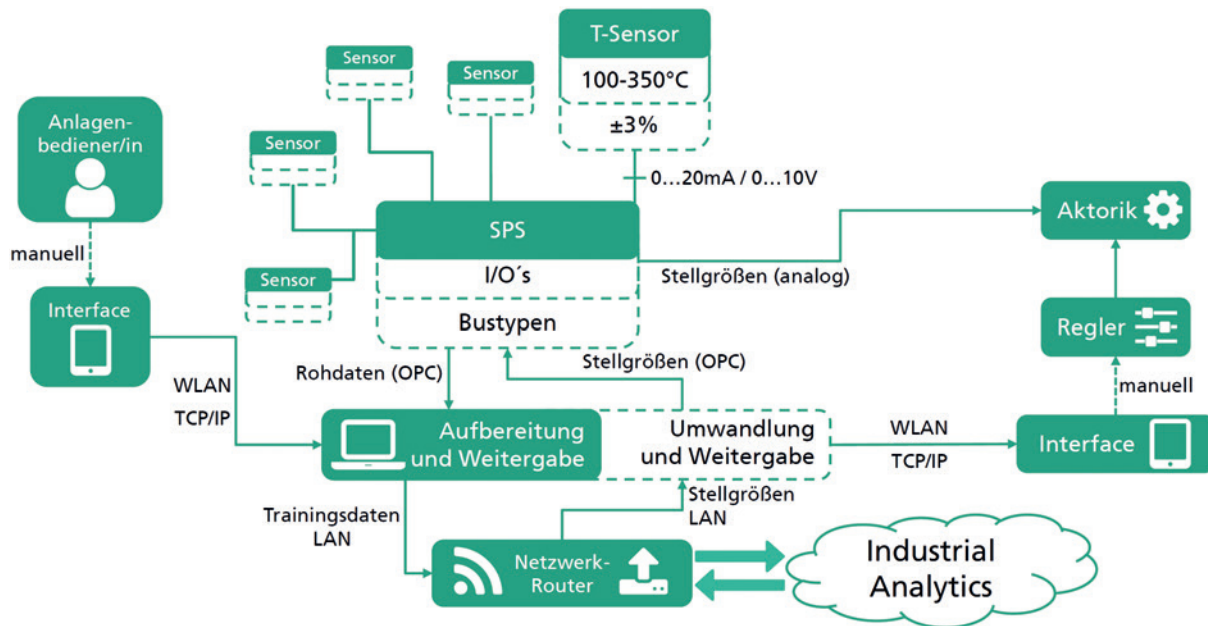 T-Sensor
100-350°C
±3%
Sensor
Sensor
Sensor
Sensor
Anlagen-
bediener/in
0...20mA / 0...10V
manuell
SPS
I/O´s
Bustypen
Stellgrößen (analog)
Aktorik
Interface
Regler
Rohdaten (OPC)
Stellgrößen (OPC)
manuell
WLAN
TCP/IP
Aufbereitung
und Weitergabe
Umwandlung
und Weitergabe
WLAN
TCP/IP
Interface
Trainingsdaten
LAN
Stellgrößen
LAN
Netzwerk-
Router
Industrial
Analytics